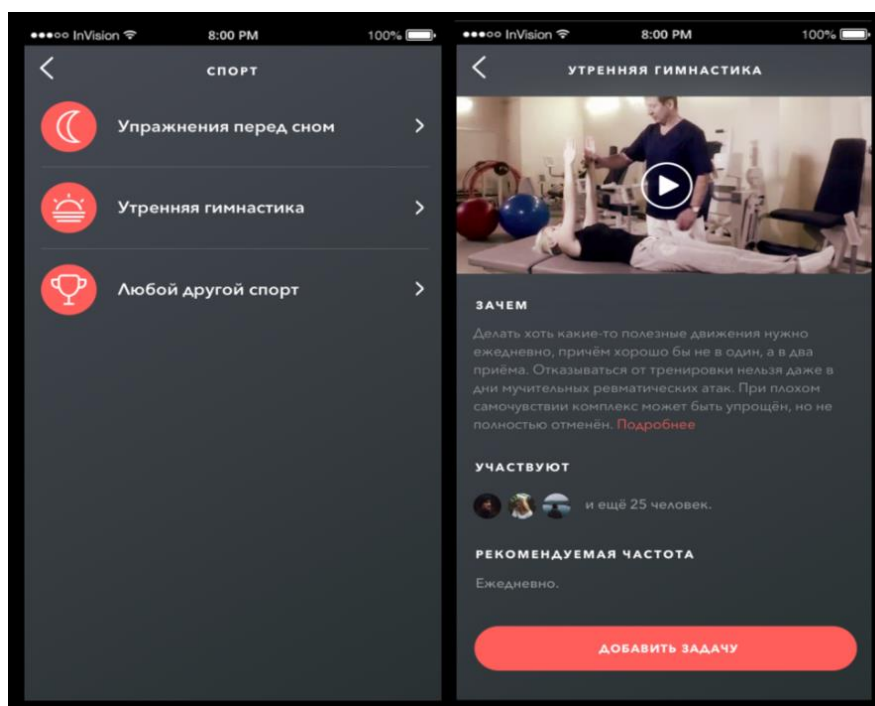 InVision 8:00 PM 100%
СПОРТ
Упражнения перед сном
Утренняя гимнастика
Любой другой спорт
InVision 8:00 PM 100%
УТРЕННЯЯ ГИМНАСТИКА
ЗАЧЕМ
Делать хоть какие-то полезные движения нужно
ежедневно, причём хорошо бы не в один, а в два
приёма. Отказываться от тренировки нельзя даже в
дни мучительных ревматических атак. При плохом
самочувствии комплекс может быть упрощён, но не
полностью отменён. Подробнее
УЧАСТВУЮТ
и ещё 25 человек.
РЕКОМЕНДУЕМАЯ ЧАСТОТА
Ежедневно.
ДОБАВИТЬ ЗАДАЧУ